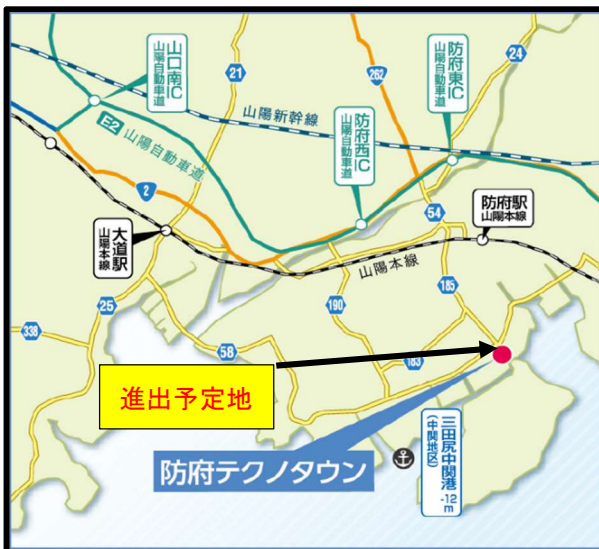 山口南IC
山陽自動車道
21
262
防府東IC
山陽自動車道
24
山陽新幹線
E2 山陽自動車道
防府西IC
山陽自動車道
2
54
防府駅
山陽本線
大道駅
山陽本線
山陽本線
25
190
185
338
58
183
進出予定地
防府テクノタウン
三田尻中関港
(中関地区)
-12m